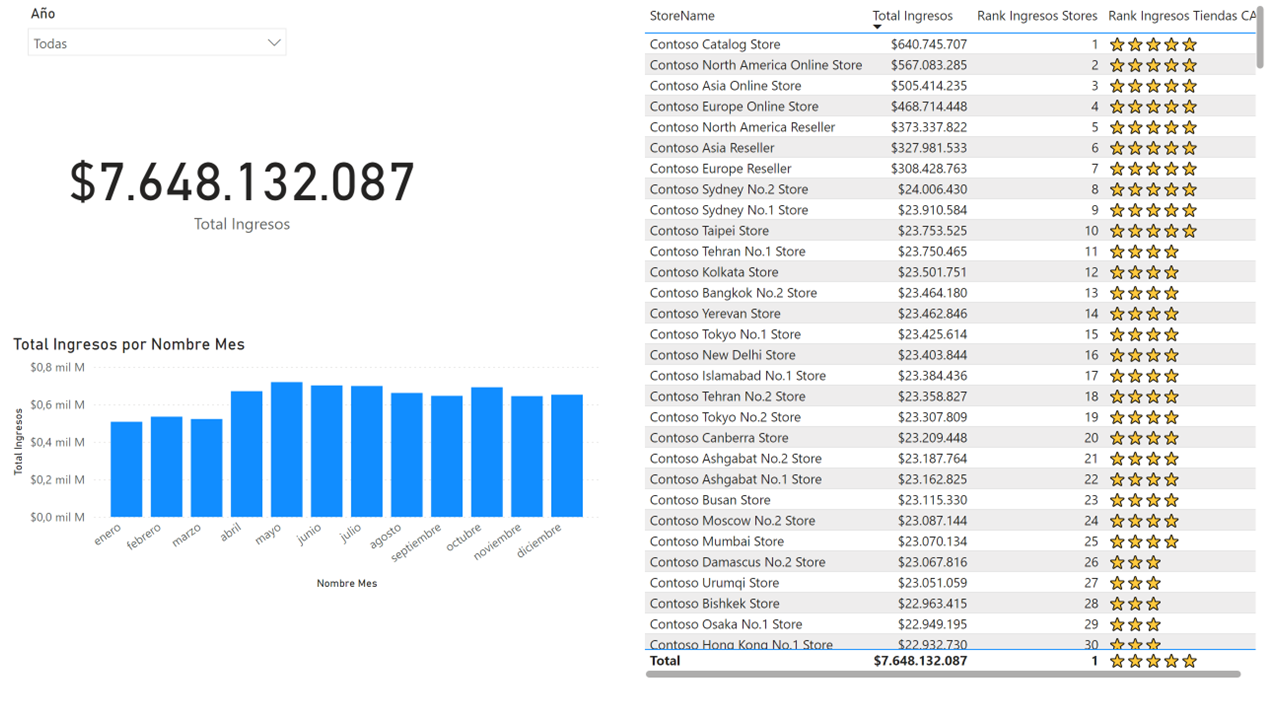 Año
Todas
$7.648.132.087
Total Ingresos
Total Ingresos por Nombre Mes
$0,8 mil M
$0,6 mil M
$0,4 mil M
$0,2 mil M
$0,0 mil M
Total Ingresos
enero febrero marzo abril mayo junio julio agosto septiembre octubre noviembre diciembre
Nombre Mes
StoreName Total Ingresos Rank Ingresos Stores Rank Ingresos Tiendas CA
Contoso Catalog Store $640.745.707 1
Contoso North America Online Store $567.083.285 2
Contoso Asia Online Store $505.414.235 3
Contoso Europe Online Store $468.714.448 4
Contoso North America Reseller $373.337.822 5
Contoso Asia Reseller $327.981.533 6
Contoso Europe Reseller $308.428.763 7
Contoso Sydney No.2 Store $24.006.430 8
Contoso Sydney No.1 Store $23.910.584 9
Contoso Taipei Store $23.753.525 10
Contoso Tehran No.1 Store $23.750.465 11
Contoso Kolkata Store $23.501.751 12
Contoso Bangkok No.2 Store $23.464.180 13
Contoso Yerevan Store $23.462.846 14
Contoso Tokyo No.1 Store $23.425.614 15
Contoso New Delhi Store $23.403.844 16
Contoso Islamabad No.1 Store $23.384.436 17
Contoso Tehran No.2 Store $23.358.827 18
Contoso Tokyo No.2 Store $23.307.809 19
Contoso Canberra Store $23.209.448 20
Contoso Ashgabat No.2 Store $23.187.764 21
Contoso Ashgabat No.1 Store $23.162.825 22
Contoso Busan Store $23.115.330 23
Contoso Moscow No.2 Store $23.087.144 24
Contoso Mumbai Store $23.070.134 25
Contoso Damascus No.2 Store $23.067.816 26
Contoso Urumqi Store $23.051.059 27
Contoso Bishkek Store $22.963.415 28
Contoso Osaka No.1 Store $22.949.195 29
Contoso Hong Kong No.1 Store $22.932.730 30
Total $7.648.132.087 1